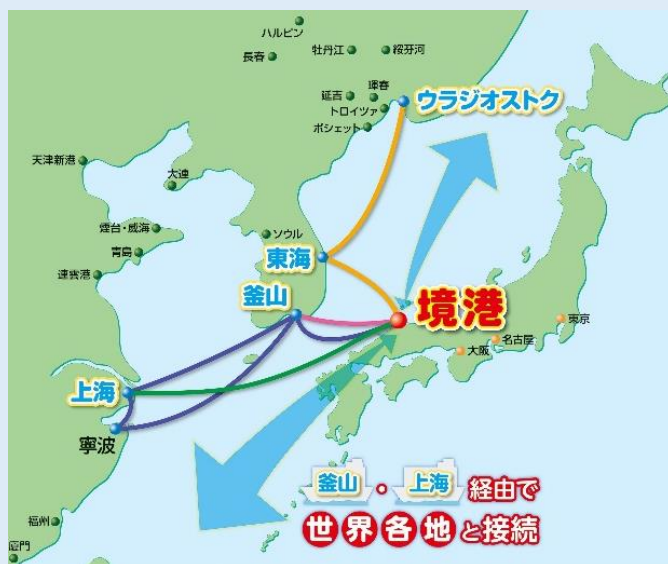 ハルビン
長春
牡丹江
綏芬河
延吉
琿春
トロイツァ
ポシェット
ウラジオストク
天津新港
大連
煙台・威海
青島
連雲港
ソウル
東海
釜山
境港
東京
名古屋
大阪
上海
寧波
福州
廈門
釜山・上海経由で
世界各地と接続